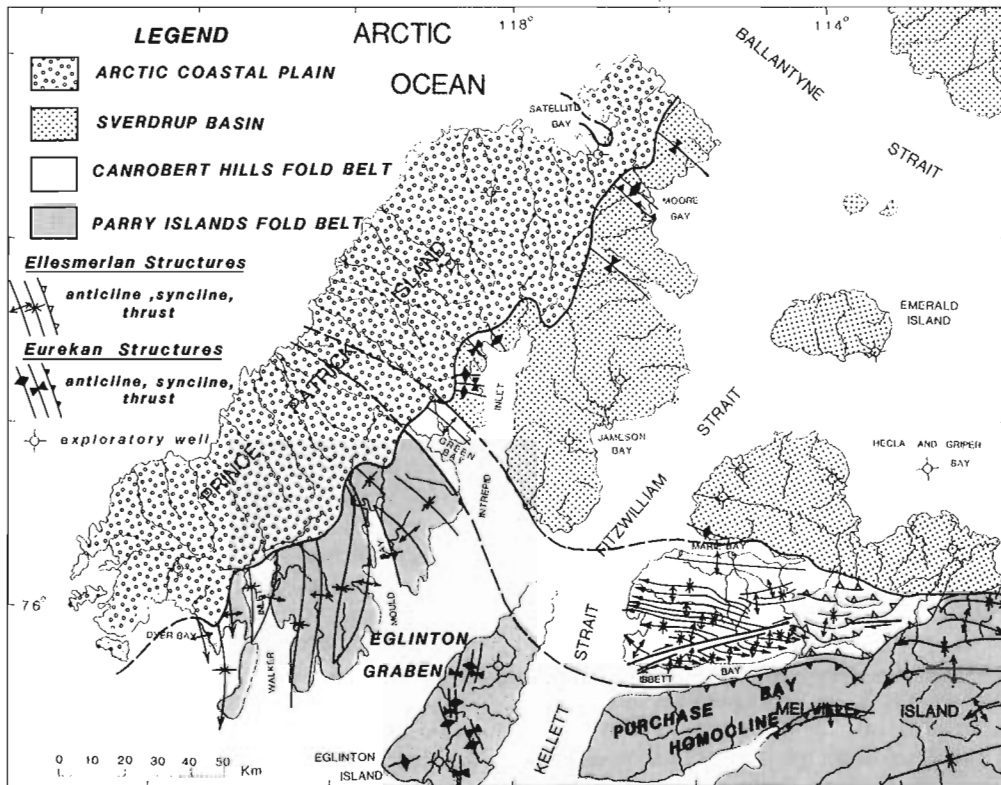 LEGEND
ARCTIC COASTAL PLAIN
SVERDRUP BASIN
CANROBERT HILLS FOLD BELT
PARRY ISLANDS FOLD BELT
Ellesmerian Structures
anticline ,syncline,
thrust
Eurekan Structures
anticline, syncline,
thrust
exploratory well
118°
114°
ARCTIC
OCEAN
BALLANTYNE
STRAIT
SATELLITE
BAY
MOORE
BAY
EMERALD
ISLAND
PRINCE
PATRICK
ISLAND
INLET
INTREPID
GREEN
BAY
JAMESON
BAY
STRAIT
FITZWILLIAM
HECLA AND GRIPER
BAY
MARIE BAY
76°
DYER BAY
INLET
WALKER
BAY
MOULD
EGLINTON
GRABEN
STRAIT
KELLETT
IBBETT
BAY
PURCHASE
BAY
HOMOCLINE
MELVILLE
ISLAND
EGLINTON
ISLAND
0 10 20 30 40 50
Km